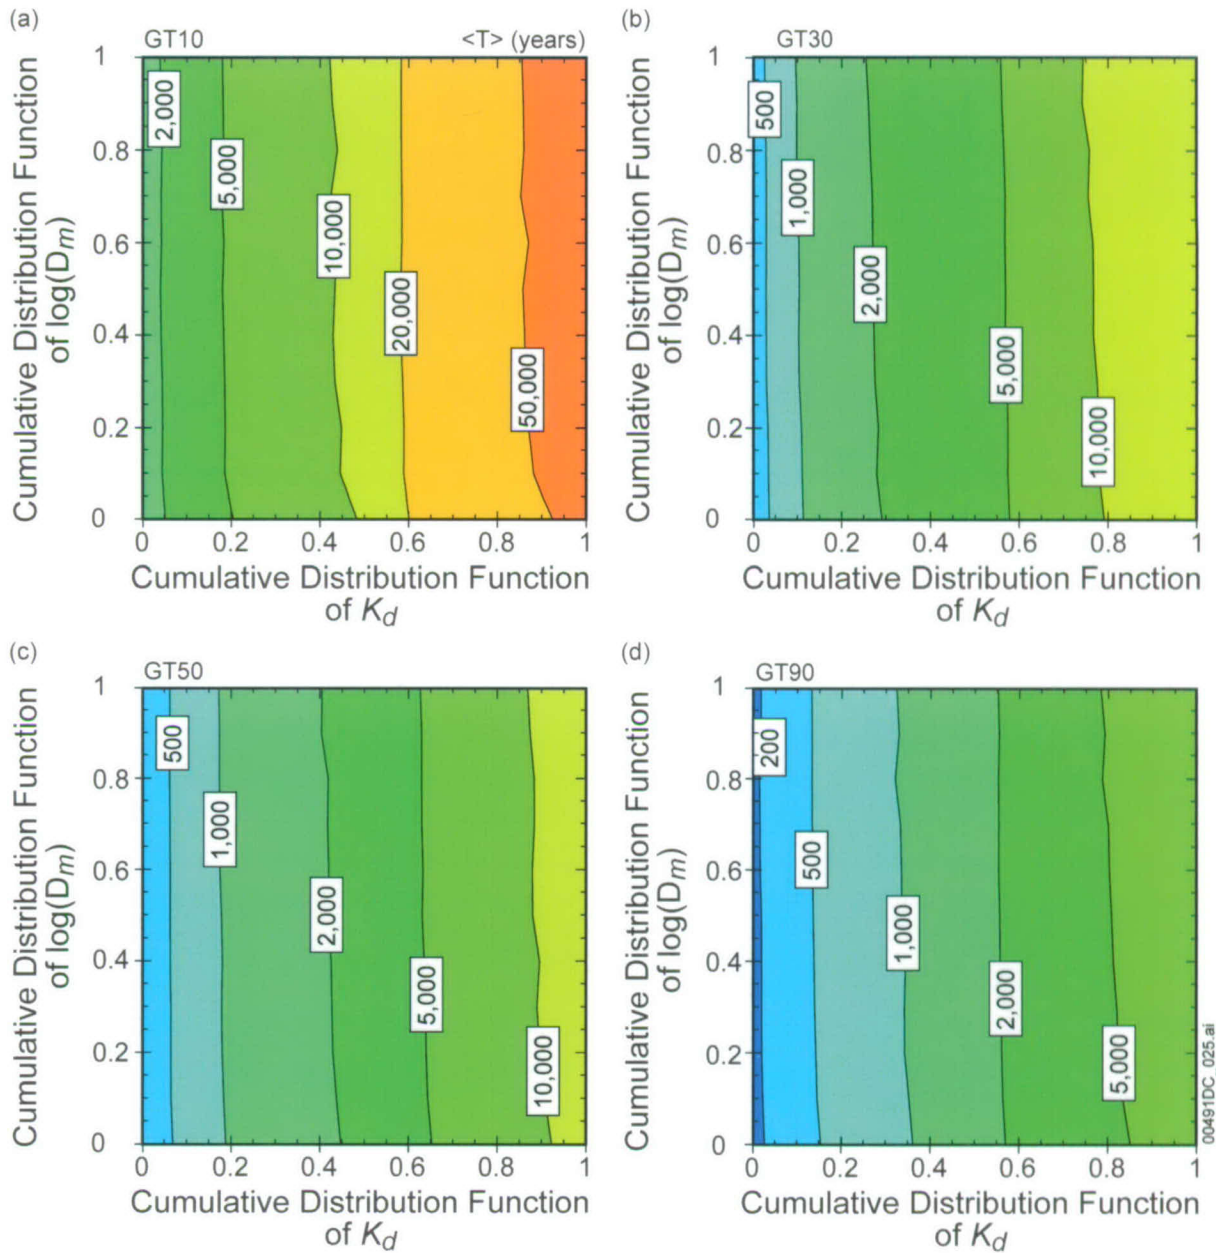 (a)
GT10
<T> (years)
Cumulative Distribution Function
of log(Dm)
1
0.8
0.6
0.4
0.2
0
2,000
5,000
10,000
20,000
50,000
0 0.2 0.4 0.6 0.8 1
Cumulative Distribution Function
of Kd
(b)
GT30
Cumulative Distribution Function
of log(Dm)
1
0.8
0.6
0.4
0.2
0
500
1,000
2,000
5,000
10,000
0 0.2 0.4 0.6 0.8 1
Cumulative Distribution Function
of Kd
(c)
GT50
Cumulative Distribution Function
of log(Dm)
1
0.8
0.6
0.4
0.2
0
500
1,000
2,000
5,000
10,000
0 0.2 0.4 0.6 0.8 1
Cumulative Distribution Function
of Kd
(d)
GT90
Cumulative Distribution Function
of log(Dm)
1
0.8
0.6
0.4
0.2
0
200
500
1,000
2,000
5,000
0 0.2 0.4 0.6 0.8 1
Cumulative Distribution Function
of Kd
00491DC_025.ai